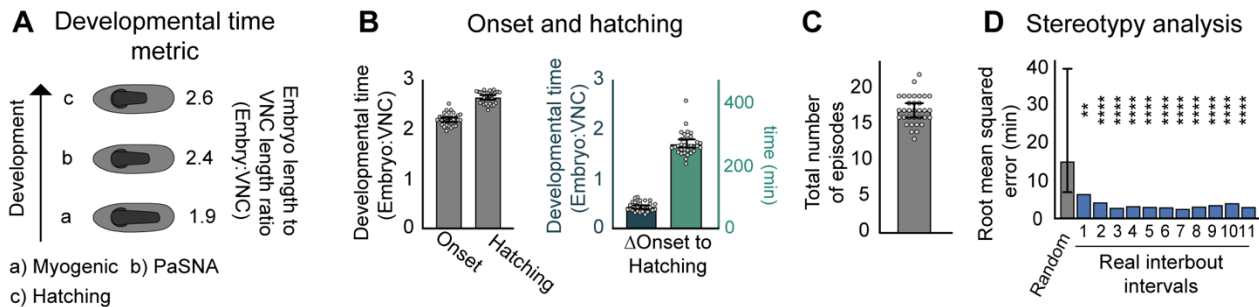 A Developmental time
metric
Development
c 2.6
b 2.4
a 1.9
Embryo length to
VNC length ratio
(Embry:VNC)
a) Myogenic b) PaSNA
c) Hatching
B Onset and hatching
Developmental time
(Embryo:VNC)
3
2
1
0
Onset
Hatching
Developmental time
(Embryo:VNC)
3
2
1
0
400
200
0
time (min)
ΔOnset to
Hatching
C
Total number
of episodes
20
15
10
5
0
D Stereotypy analysis
Root mean squared
error (min)
40
30
20
10
0
** **** **** **** **** **** **** **** **** **** ****
Random
1 2 3 4 5 6 7 8 9 10 11
Real interbout
intervals